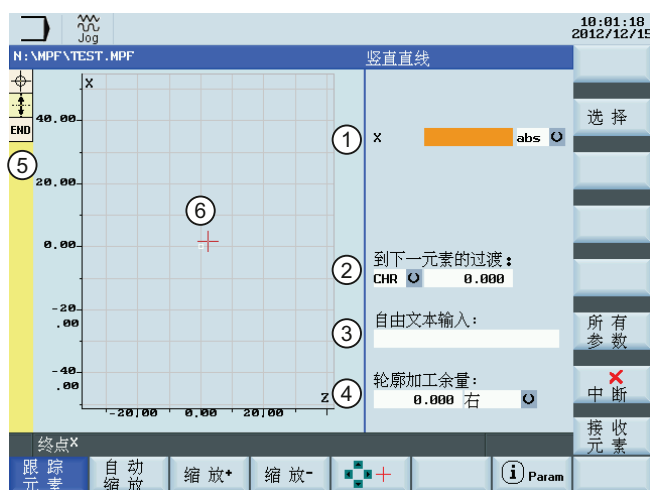 Jog
10:01:18
2012/12/15
N:\MPF\TEST.MPF
竖直直线
X
END
40.00
20.00
0.00
-20
.00
-40
.00
-20.00 0.00 20.00
Z
⑤
⑥
① X abs
② 到下一元素的过渡:
CHR 0.000
③ 自由文本输入:
④ 轮廓加工余量:
0.000 右
选择
所有
参数
中断
接收
元素
终点X
跟踪
元素
自动
缩放
缩放+
缩放-
i Param